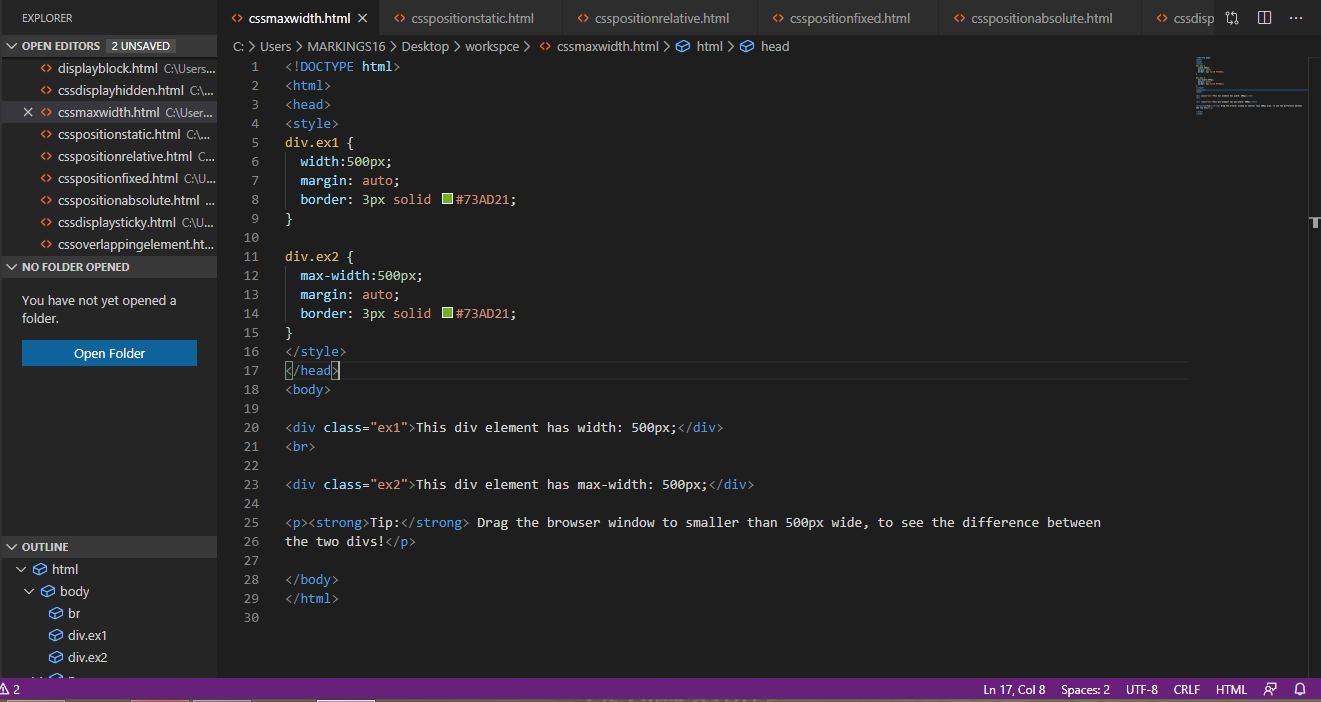 EXPLORER
OPEN EDITORS 2 UNSAVED
displayblock.html C:\Users...
cssdisplayhidden.html C:\...
cssmaxwidth.html C:\User...
csspositionstatic.html C:\...
csspositionrelative.html C...
csspositionfixed.html C:\U...
csspositionabsolute.html ...
cssdisplaysticky.html C:\U...
cssoverlappingelement.ht...
NO FOLDER OPENED
You have not yet opened a
folder.
Open Folder
OUTLINE
html
body
br
div.ex1
div.ex2
cssmaxwidth.html csspositionstatic.html csspositionrelative.html csspositionfixed.html csspositionabsolute.html cssdisp
C: > Users > MARKINGS16 > Desktop > workspce > cssmaxwidth.html > html > head
1 <!DOCTYPE html>
2 <html>
3 <head>
4 <style>
5 div.ex1 {
6 width:500px;
7 margin: auto;
8 border: 3px solid #73AD21;
9 }
10
11 div.ex2 {
12 max-width:500px;
13 margin: auto;
14 border: 3px solid #73AD21;
15 }
16 </style>
17 </head>
18 <body>
19
20 <div class="ex1">This div element has width: 500px;</div>
21 <br>
22
23 <div class="ex2">This div element has max-width: 500px;</div>
24
25 <p><strong>Tip:</strong> Drag the browser window to smaller than 500px wide, to see the difference between
26 the two divs!</p>
27
28 </body>
29 </html>
30
2 Ln 17, Col 8 Spaces: 2 UTF-8 CRLF HTML